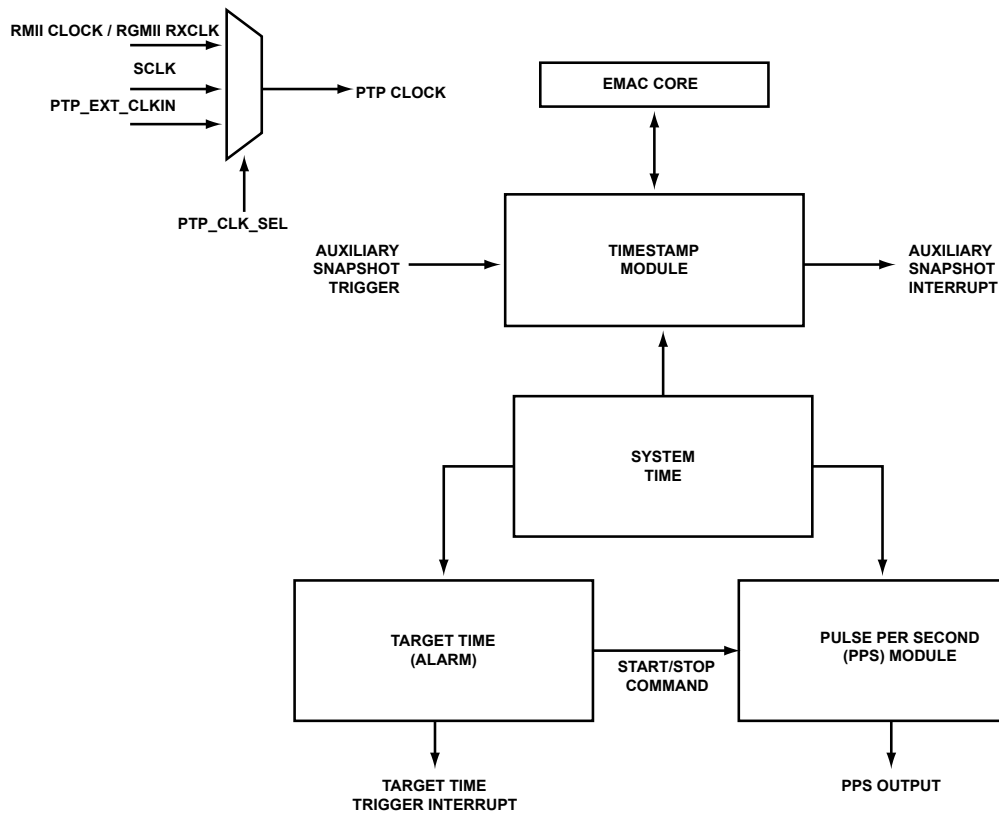 RMII CLOCK / RGMII RXCLK
SCLK
PTP_EXT_CLKIN
PTP CLOCK
PTP_CLK_SEL
EMAC CORE
AUXILIARY
SNAPSHOT
TRIGGER
TIMESTAMP
MODULE
AUXILIARY
SNAPSHOT
INTERRUPT
SYSTEM
TIME
TARGET TIME
(ALARM)
START/STOP
COMMAND
PULSE PER SECOND
(PPS) MODULE
TARGET TIME
TRIGGER INTERRUPT
PPS OUTPUT